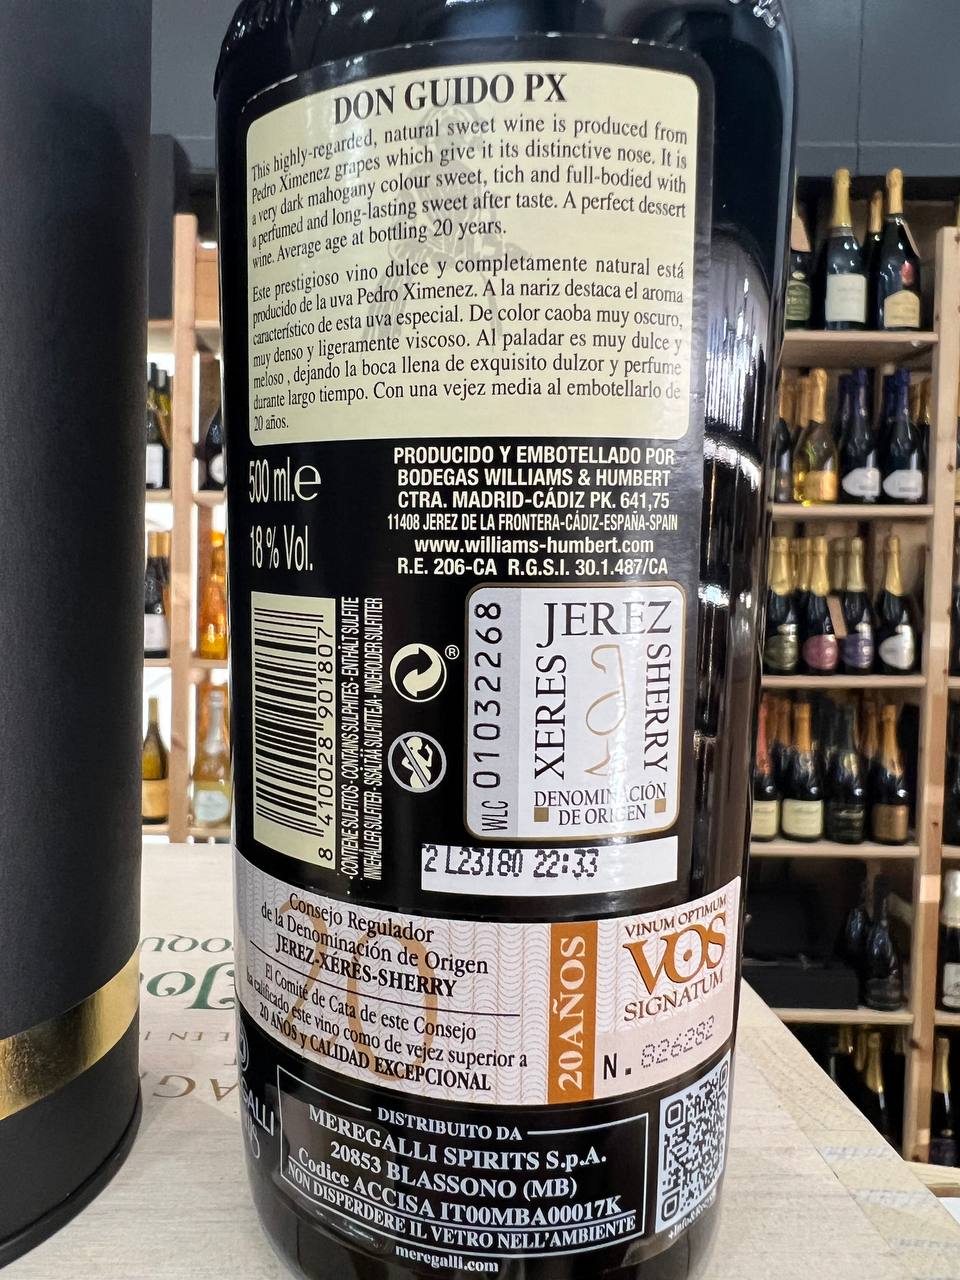 DON GUIDO PX
This highly-regarded, natural sweet wine is produced from
Pedro Ximenez grapes which give it its distinctive nose. It is
a very dark mahogany colour sweet, tich and full-bodied with
a perfumed and long-lasting sweet after taste. A perfect dessert
wine. Average age at bottling 20 years.
Este prestigioso vino dulce y completamente natural está
producido de la uva Pedro Ximenez. A la nariz destaca el aroma
característico de esta uva especial. De color caoba muy oscuro,
muy denso y ligeramente viscoso. Al paladar es muy dulce y
meloso , dejando la boca llena de exquisito dulzor y perfume
durante largo tiempo. Con una vejez media al embotellarlo de
20 años.
500 ml.e
18 % Vol.
PRODUCIDO Y EMBOTELLADO POR
BODEGAS WILLIAMS & HUMBERT
CTRA. MADRID-CÁDIZ PK. 641,75
11408 JEREZ DE LA FRONTERA-CÁDIZ-ESPAÑA-SPAIN
www.williams-humbert.com
R.E. 206-CA R.G.S.I. 30.1.487/CA
8 410028 901807
·CONTIENE SULFITOS · CONTAINS SULPHITES · ENTHÄLT SULFITE
INNEHÅLLER SULFITER · SISÄLTÄÄ SULFIITTEJA · INDEHOLDER SULFITTER
®
WLC 01032268
JEREZ
XERES
SHERRY
DENOMINACIÓN
DE ORIGEN
2 L23180 22:33
Consejo Regulador
de la Denominación de Origen
JEREZ-XÉRÈS-SHERRY
El Comité de Cata de este Consejo
ha calificado este vino como de vejez superior a
20 AÑOS y CALIDAD EXCEPCIONAL
20
20 AÑOS
VINUM OPTIMUM
VOS
SIGNATUM
N. 826282
DISTRIBUITO DA
MEREGALLI SPIRITS S.p.A.
20853 BLASSONO (MB)
Codice ACCISA IT00MBA00017K
NON DISPERDERE IL VETRO NELL'AMBIENTE
meregalli.com